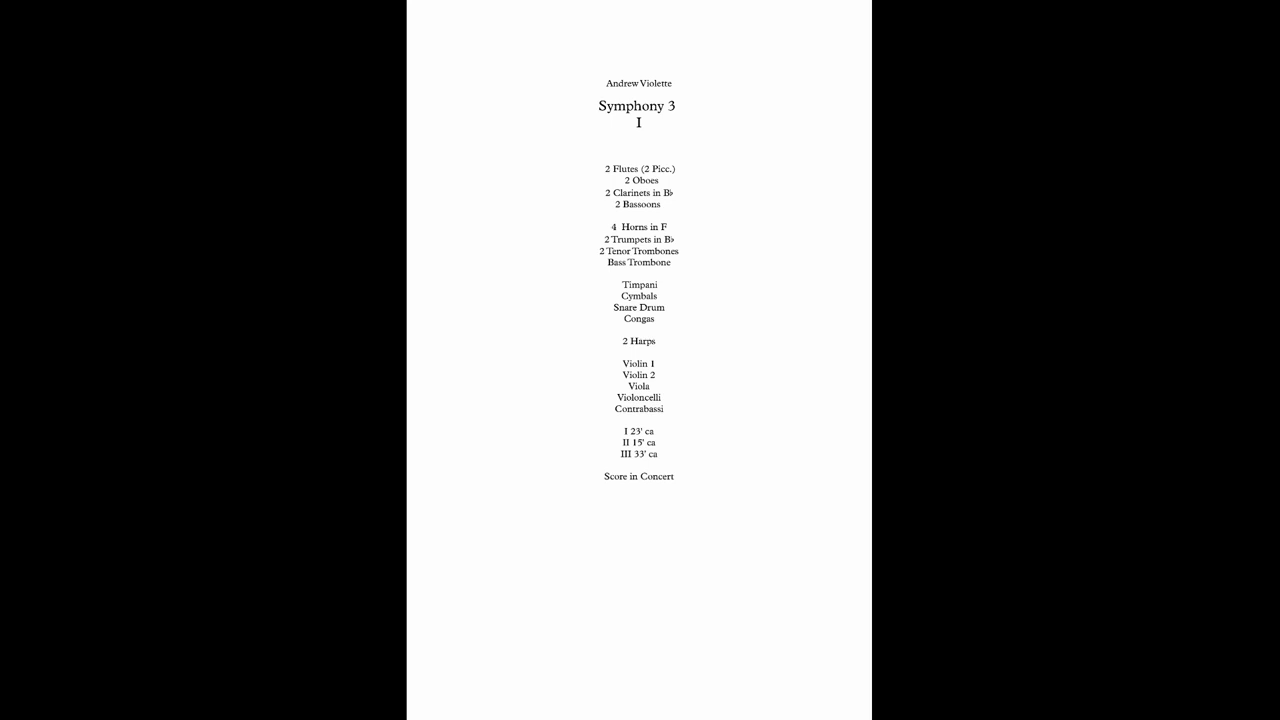 Andrew Violette
Symphony 3
I
2 Flutes (2 Picc.)
2 Oboes
2 Clarinets in B♭
2 Bassoons
4 Horns in F
2 Trumpets in B♭
2 Tenor Trombones
Bass Trombone
Timpani
Cymbals
Snare Drum
Congas
2 Harps
Violin 1
Violin 2
Viola
Violoncelli
Contrabassi
I 23' ca
II 15' ca
III 33' ca
Score in Concert